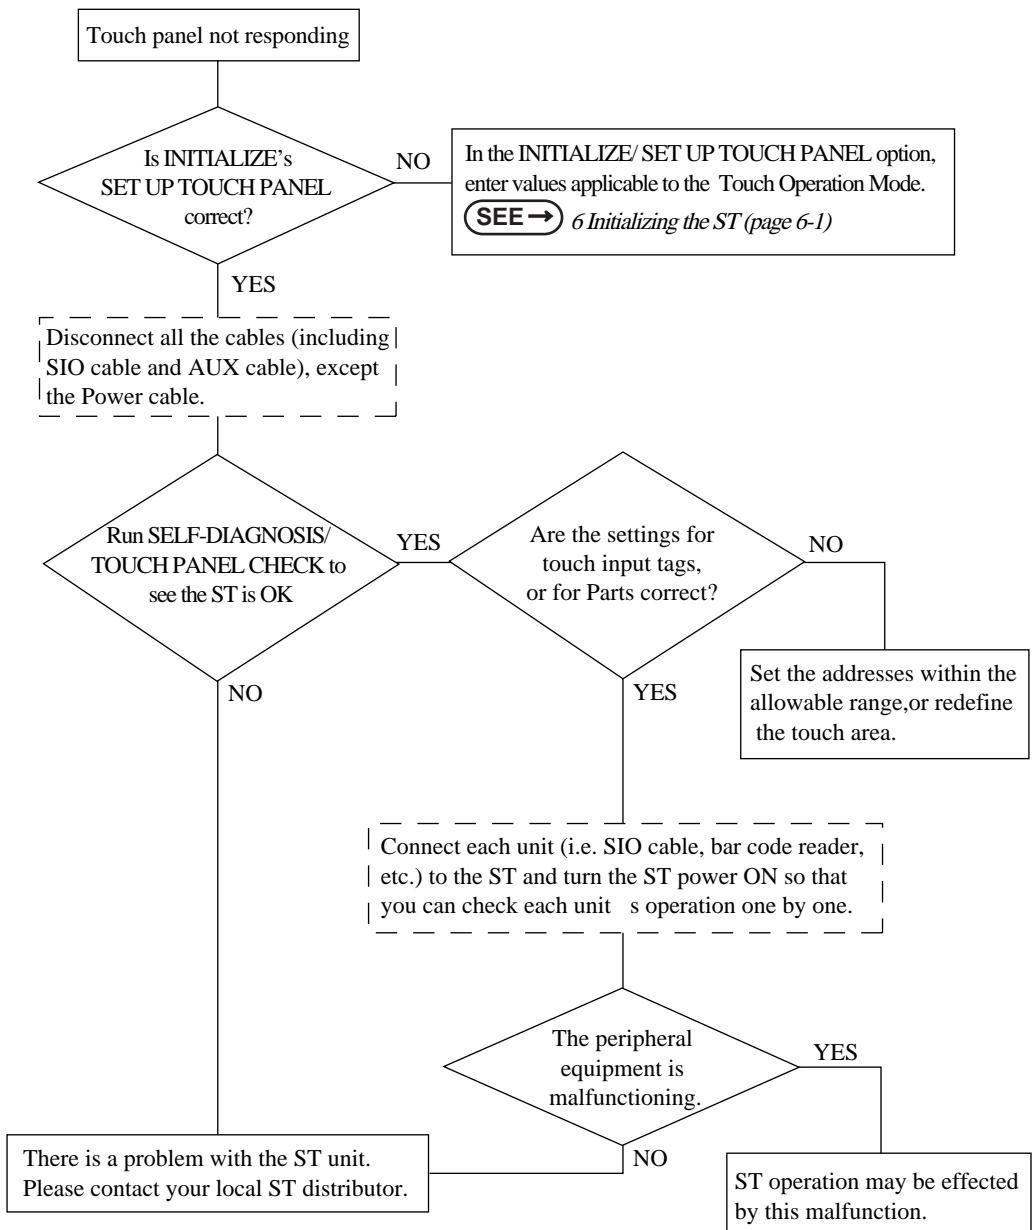 Touch panel not responding
Is INITIALIZE's
SET UP TOUCH PANEL
correct?
NO
In the INITIALIZE/ SET UP TOUCH PANEL option,
enter values applicable to the Touch Operation Mode.
SEE→ 6 Initializing the ST (page 6-1)
YES
Disconnect all the cables (including
SIO cable and AUX cable), except
the Power cable.
Run SELF-DIAGNOSIS/
TOUCH PANEL CHECK to
see the ST is OK
YES
Are the settings for
touch input tags,
or for Parts correct?
NO
Set the addresses within the
allowable range,or redefine
the touch area.
NO
YES
Connect each unit (i.e. SIO cable, bar code reader,
etc.) to the ST and turn the ST power ON so that
you can check each unit s operation one by one.
The peripheral
equipment is
malfunctioning.
YES
NO
There is a problem with the ST unit.
Please contact your local ST distributor.
ST operation may be effected
by this malfunction.